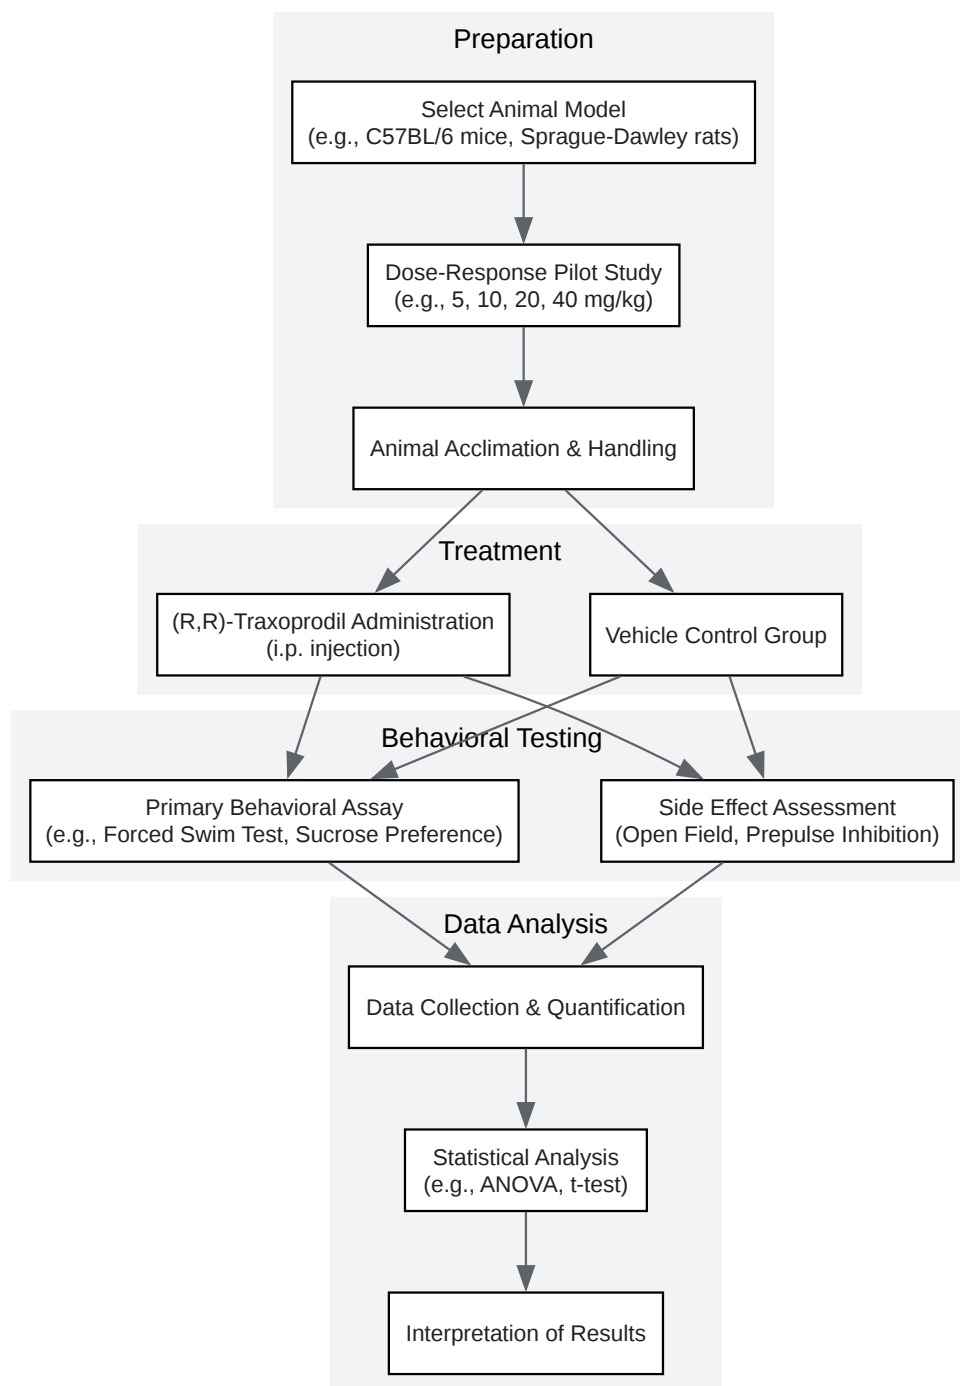 Preparation
Select Animal Model
(e.g., C57BL/6 mice, Sprague-Dawley rats)
Dose-Response Pilot Study
(e.g., 5, 10, 20, 40 mg/kg)
Animal Acclimation & Handling
Treatment
(R,R)-Traxoprodil Administration
(i.p. injection)
Vehicle Control Group
Behavioral Testing
Primary Behavioral Assay
(e.g., Forced Swim Test, Sucrose Preference)
Side Effect Assessment
(Open Field, Prepulse Inhibition)
Data Analysis
Data Collection & Quantification
Statistical Analysis
(e.g., ANOVA, t-test)
Interpretation of Results